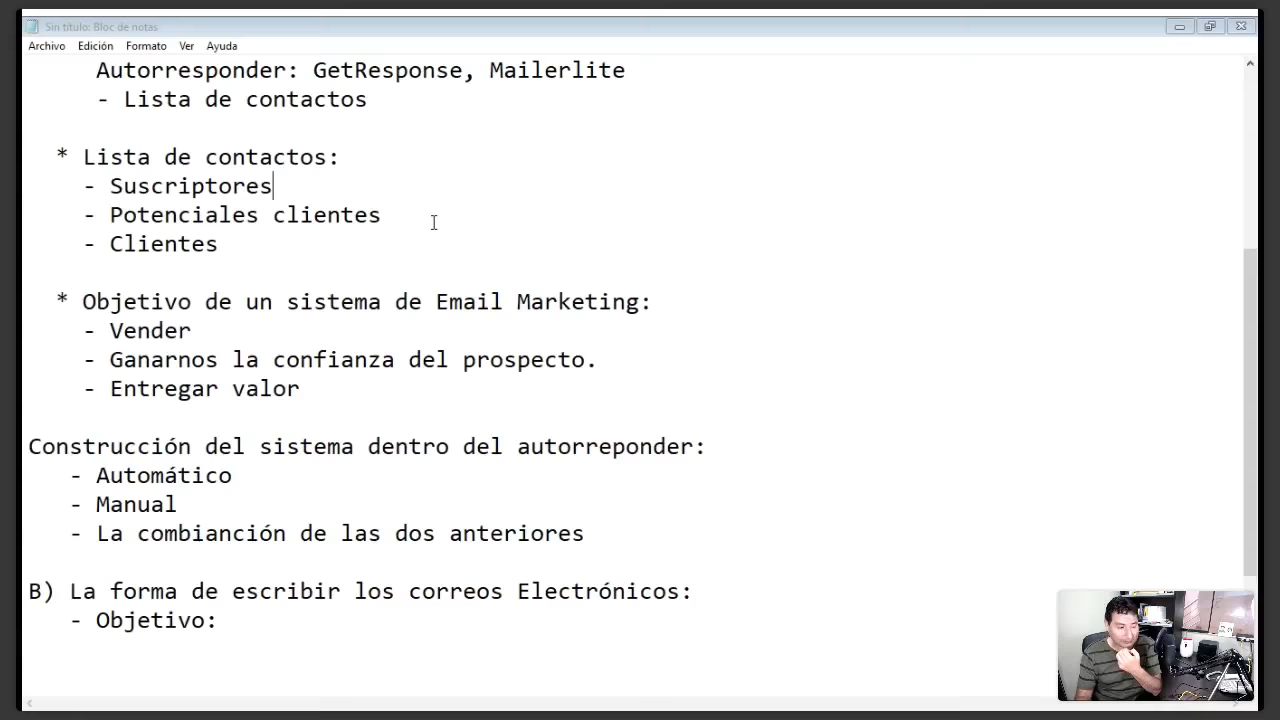 Sin título: Bloc de notas
Archivo Edición Formato Ver Ayuda
Autorresponder: GetResponse, Mailerlite
- Lista de contactos
* Lista de contactos:
- Suscriptores
- Potenciales clientes
- Clientes
* Objetivo de un sistema de Email Marketing:
- Vender
- Ganarnos la confianza del prospecto.
- Entregar valor
Construcción del sistema dentro del autorreponder:
- Automático
- Manual
- La combianción de las dos anteriores
B) La forma de escribir los correos Electrónicos:
- Objetivo: